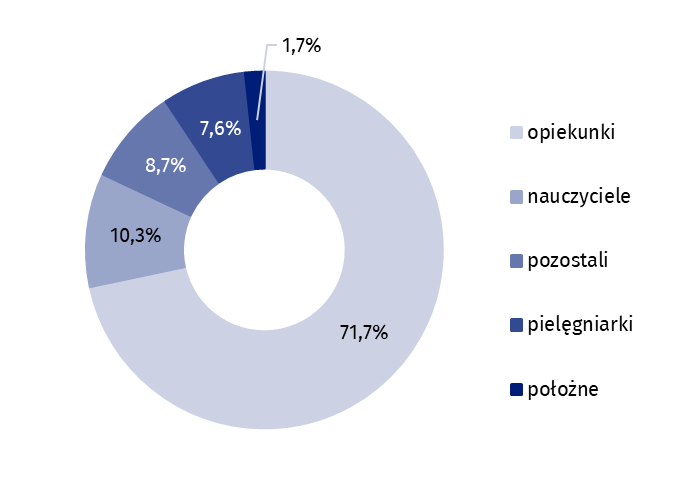 1,7%
7,6%
8,7%
10,3%
71,7%
opiekunki
nauczyciele
pozostali
pielęgniarki
położne